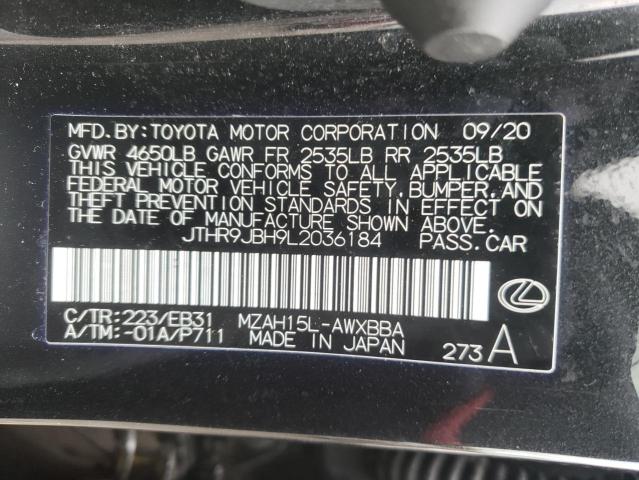 MFD. BY: TOYOTA MOTOR CORPORATION 09/20
GVWR 4650LB GAWR FR 2535LB RR 2535LB
THIS VEHICLE CONFORMS TO ALL APPLICABLE
FEDERAL MOTOR VEHICLE SAFETY, BUMPER, AND
THEFT PREVENTION STANDARDS IN EFFECT ON
THE DATE OF MANUFACTURE SHOWN ABOVE.
JTHR9JBH9L2036184 PASS.CAR
C/TR: 223/EB31 MZAH15L-AWXBBA
A/TM: -01A/P711 MADE IN JAPAN 273 A